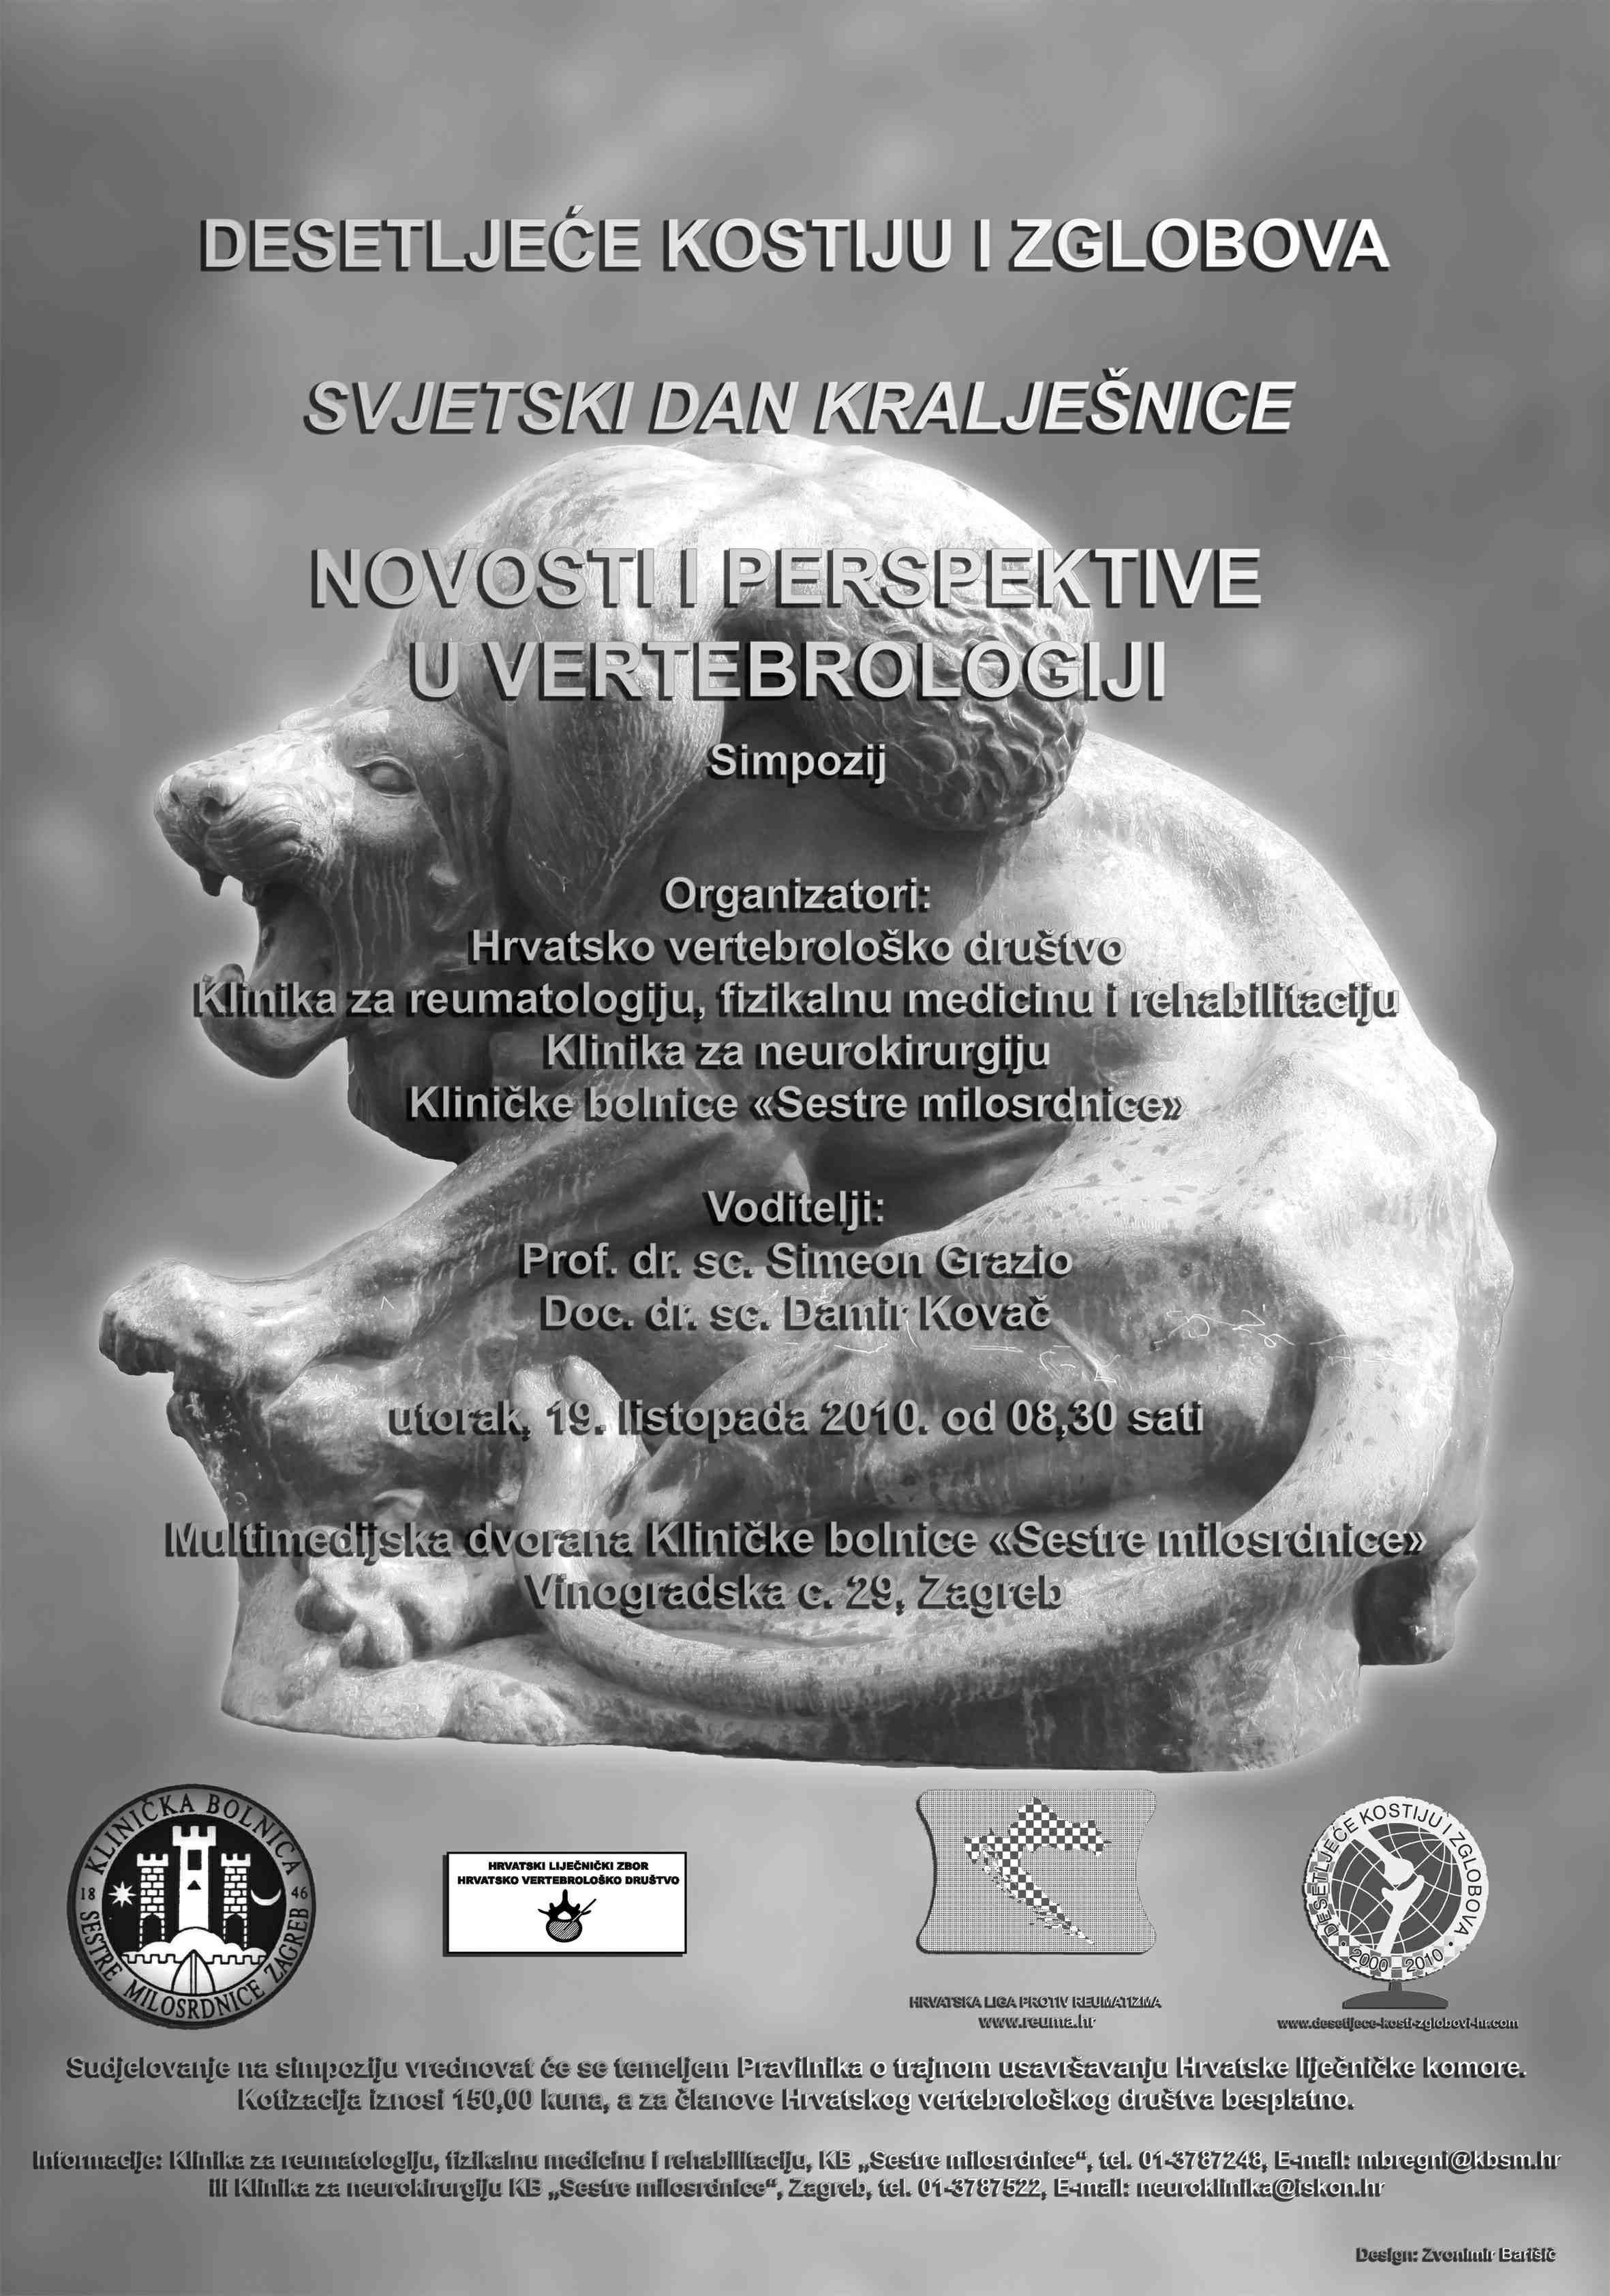 DESETLJEĆE KOSTIJU I ZGLOBOVA
SVJETSKI DAN KRALJEŠNICE
NOVOSTI I PERSPEKTIVE
U VERTEBROLOGIJI
Simpozij
Organizatori:
Hrvatsko vertebrološko društvo
Klinika za reumatologiju, fizikalnu medicinu i rehabilitaciju
Klinika za neurokirurgiju
Kliničke bolnice «Sestre milosrdnice»
Voditelji:
Prof. dr. sc. Simeon Grazio
Doc. dr. sc. Damir Kovač
utorak, 19. listopada 2010. od 08,30 sati
Multimedijska dvorana Kliničke bolnice «Sestre milosrdnice»
Vinogradska c. 29, Zagreb
KLINIČKA BOLNICA
18 46
SESTRE MILOSRDNICE ZAGREB
HRVATSKI LIJEČNIČKI ZBOR
HRVATSKO VERTEBROLOŠKO DRUŠTVO
HRVATSKA LIGA PROTIV REUMATIZMA
www.reuma.hr
DESETLJEĆE KOSTIJU I ZGLOBOVA
2000 2010
www.desetljece-kosti-zglobovi-hr.com
Sudjelovanje na simpoziju vrednovat će se temeljem Pravilnika o trajnom usavršavanju Hrvatske liječničke komore.
Kotizacija iznosi 150,00 kuna, a za članove Hrvatskog vertebrološkog društva besplatno.
Informacije: Klinika za reumatologiju, fizikalnu medicinu i rehabilitaciju, KB „Sestre milosrdnice“, tel. 01-3787248, E-mail: mbregni@kbsm.hr
ili Klinika za neurokirurgiju KB „Sestre milosrdnice“, Zagreb, tel. 01-3787522, E-mail: neuroklinika@iskon.hr
Design: Zvonimir Barišić